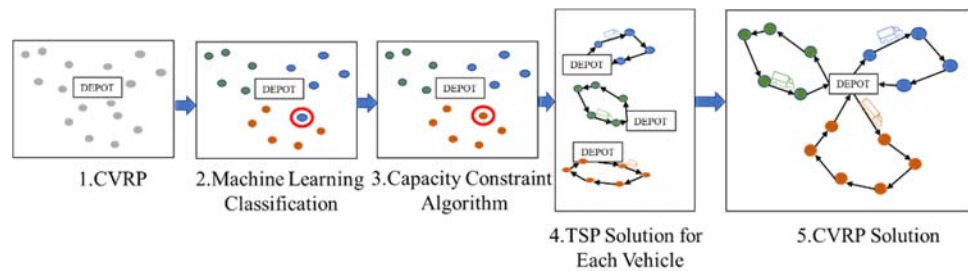 DEPOT
1.CVRP
DEPOT
2.Machine Learning
Classification
DEPOT
3.Capacity Constraint
Algorithm
DEPOT
DEPOT
DEPOT
4.TSP Solution for
Each Vehicle
DEPOT
5.CVRP Solution